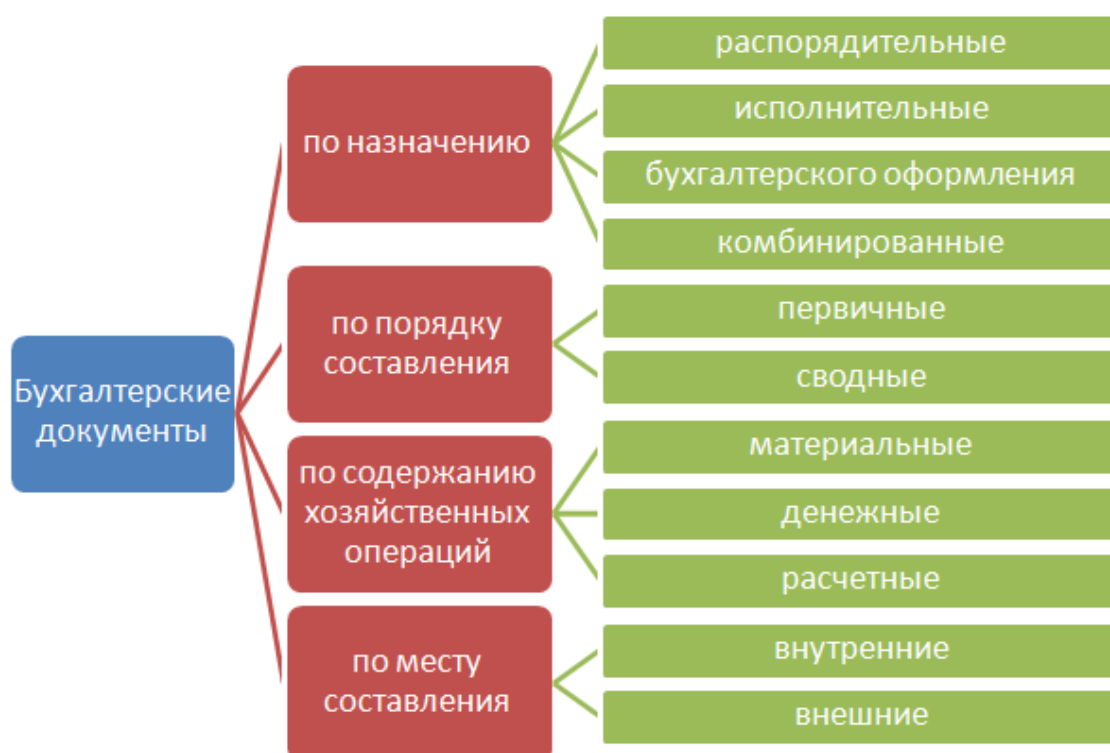 Бухгалтерские
документы
по назначению
распорядительные
исполнительные
бухгалтерского оформления
комбинированные
по порядку
составления
первичные
сводные
по содержанию
хозяйственных
операций
материальные
денежные
расчетные
по месту
составления
внутренние
внешние